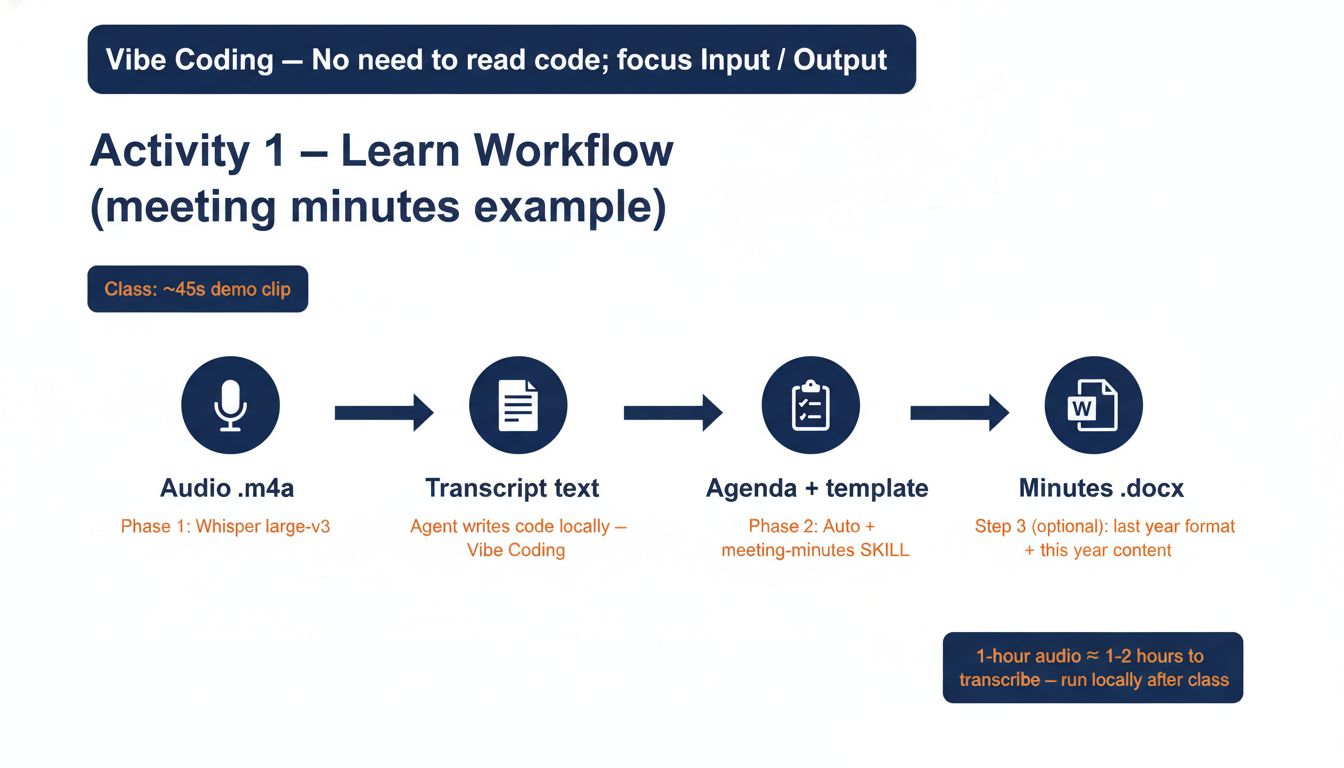 Vibe Coding — No need to read code; focus Input / Output
Activity 1 – Learn Workflow
(meeting minutes example)
Class: ~45s demo clip
W
Audio .m4a
Transcript text
Agenda + template
Minutes .docx
Phase 1: Whisper large-v3
Agent writes code locally –
Vibe Coding
Phase 2: Auto +
meeting-minutes SKILL
Step 3 (optional): last year format
+ this year content
1-hour audio ≈ 1-2 hours to
transcribe – run locally after class